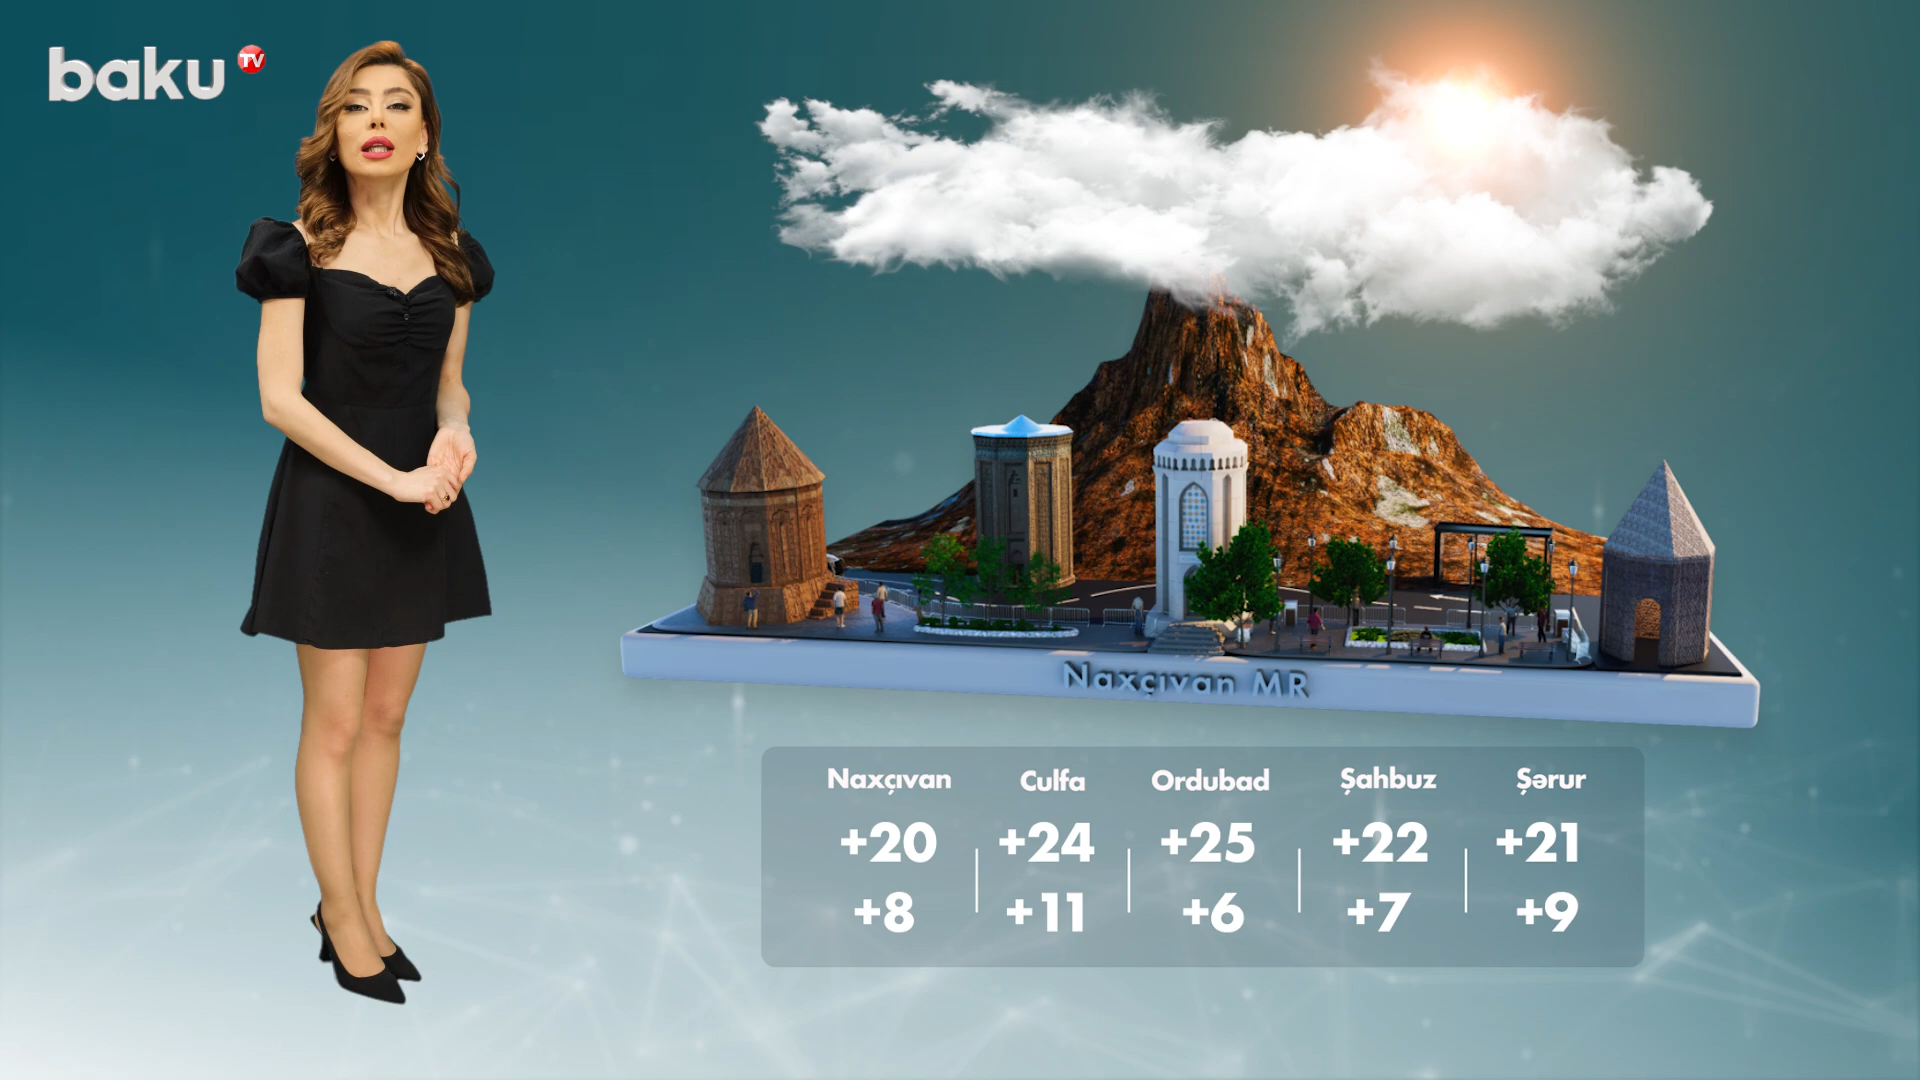 baku TV
Naxçıvan MR
Naxçıvan Culfa Ordubad Şahbuz Şərur
+20 +24 +25 +22 +21
+8 +11 +6 +7 +9